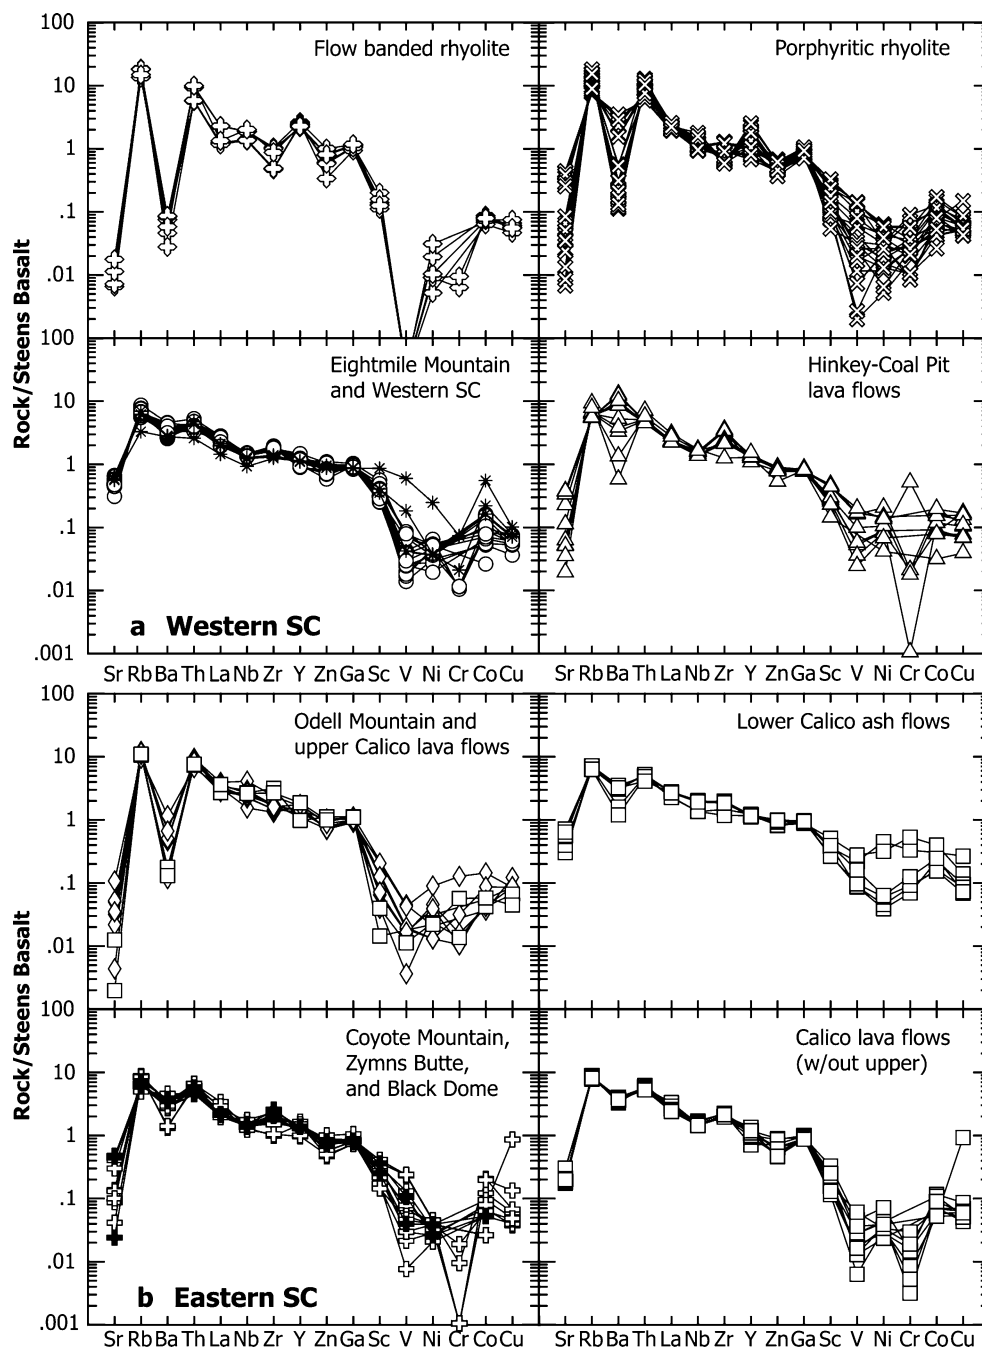 100
10
1
.1
.01
Rock/Steens Basalt
Flow banded rhyolite
Porphyritic rhyolite
100
10
1
.1
.01
.001
Eightmile Mountain
and Western SC
Hinkey-Coal Pit
lava flows
a Western SC
Sr Rb Ba Th La Nb Zr Y Zn Ga Sc V Ni Cr Co Cu
Sr Rb Ba Th La Nb Zr Y Zn Ga Sc V Ni Cr Co Cu
100
10
1
.1
.01
Rock/Steens Basalt
Odell Mountain and
upper Calico lava flows
Lower Calico ash flows
100
10
1
.1
.01
.001
Coyote Mountain,
Zymns Butte,
and Black Dome
Calico lava flows
(w/out upper)
b Eastern SC
Sr Rb Ba Th La Nb Zr Y Zn Ga Sc V Ni Cr Co Cu
Sr Rb Ba Th La Nb Zr Y Zn Ga Sc V Ni Cr Co Cu